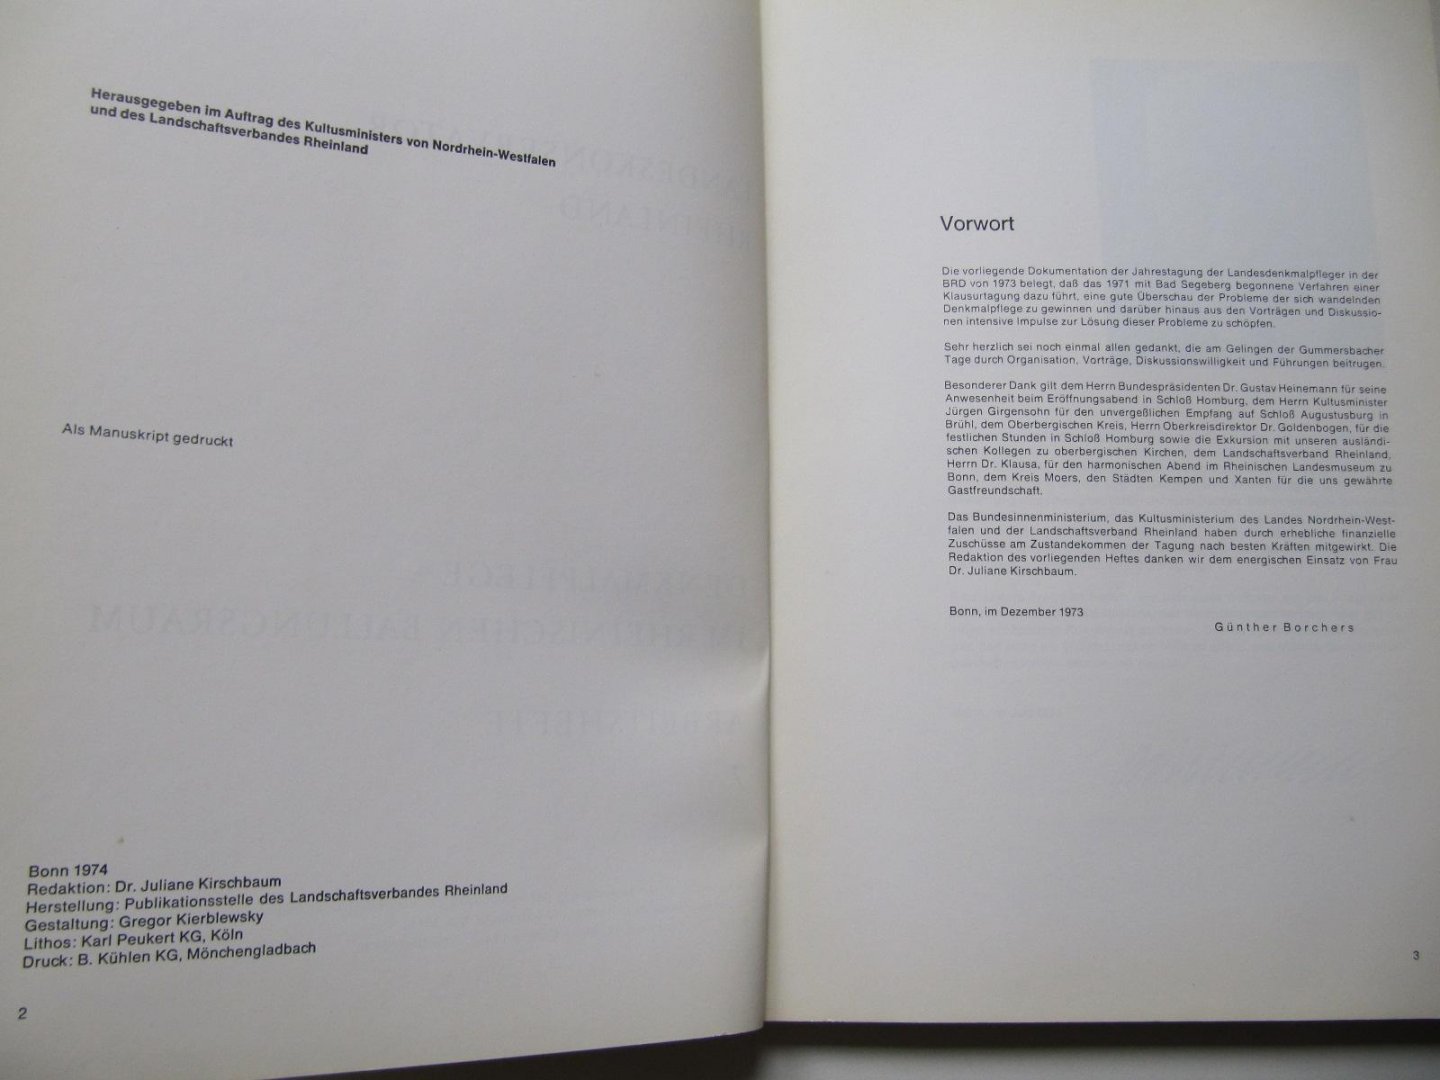 Herausgegeben im Auftrag des Kultusministers von Nordrhein-Westfalen
und des Landschaftsverbandes Rheinland
Als Manuskript gedruckt
Bonn 1974
Redaktion: Dr. Juliane Kirschbaum
Herstellung: Publikationsstelle des Landschaftsverbandes Rheinland
Gestaltung: Gregor Kierblewsky
Lithos: Karl Peukert KG, Köln
Druck: B. Kühlen KG, Mönchengladbach
2
Vorwort
Die vorliegende Dokumentation der Jahrestagung der Landesdenkmalpfleger in der
BRD von 1973 belegt, daß das 1971 mit Bad Segeberg begonnene Verfahren einer
Klausurtagung dazu führt, eine gute Überschau der Probleme der sich wandelnden
Denkmalpflege zu gewinnen und darüber hinaus aus den Vorträgen und Diskussio-
nen intensive Impulse zur Lösung dieser Probleme zu schöpfen.
Sehr herzlich sei noch einmal allen gedankt, die am Gelingen der Gummersbacher
Tage durch Organisation, Vorträge, Diskussionswilligkeit und Führungen beitrugen.
Besonderer Dank gilt dem Herrn Bundespräsidenten Dr. Gustav Heinemann für seine
Anwesenheit beim Eröffnungsabend in Schloß Homburg, dem Herrn Kultusminister
Jürgen Girgensohn für den unvergeßlichen Empfang auf Schloß Augustusburg in
Brühl, dem Oberbergischen Kreis, Herrn Oberkreisdirektor Dr. Goldenbogen, für die
festlichen Stunden in Schloß Homburg sowie die Exkursion mit unseren ausländi-
schen Kollegen zu oberbergischen Kirchen, dem Landschaftsverband Rheinland,
Herrn Dr. Klausa, für den harmonischen Abend im Rheinischen Landesmuseum zu
Bonn, dem Kreis Moers, den Städten Kempen und Xanten für die uns gewährte
Gastfreundschaft.
Das Bundesinnenministerium, das Kultusministerium des Landes Nordrhein-West-
falen und der Landschaftsverband Rheinland haben durch erhebliche finanzielle
Zuschüsse am Zustandekommen der Tagung nach besten Kräften mitgewirkt. Die
Redaktion des vorliegenden Heftes danken wir dem energischen Einsatz von Frau
Dr. Juliane Kirschbaum.
Bonn, im Dezember 1973
Günther Borchers
3